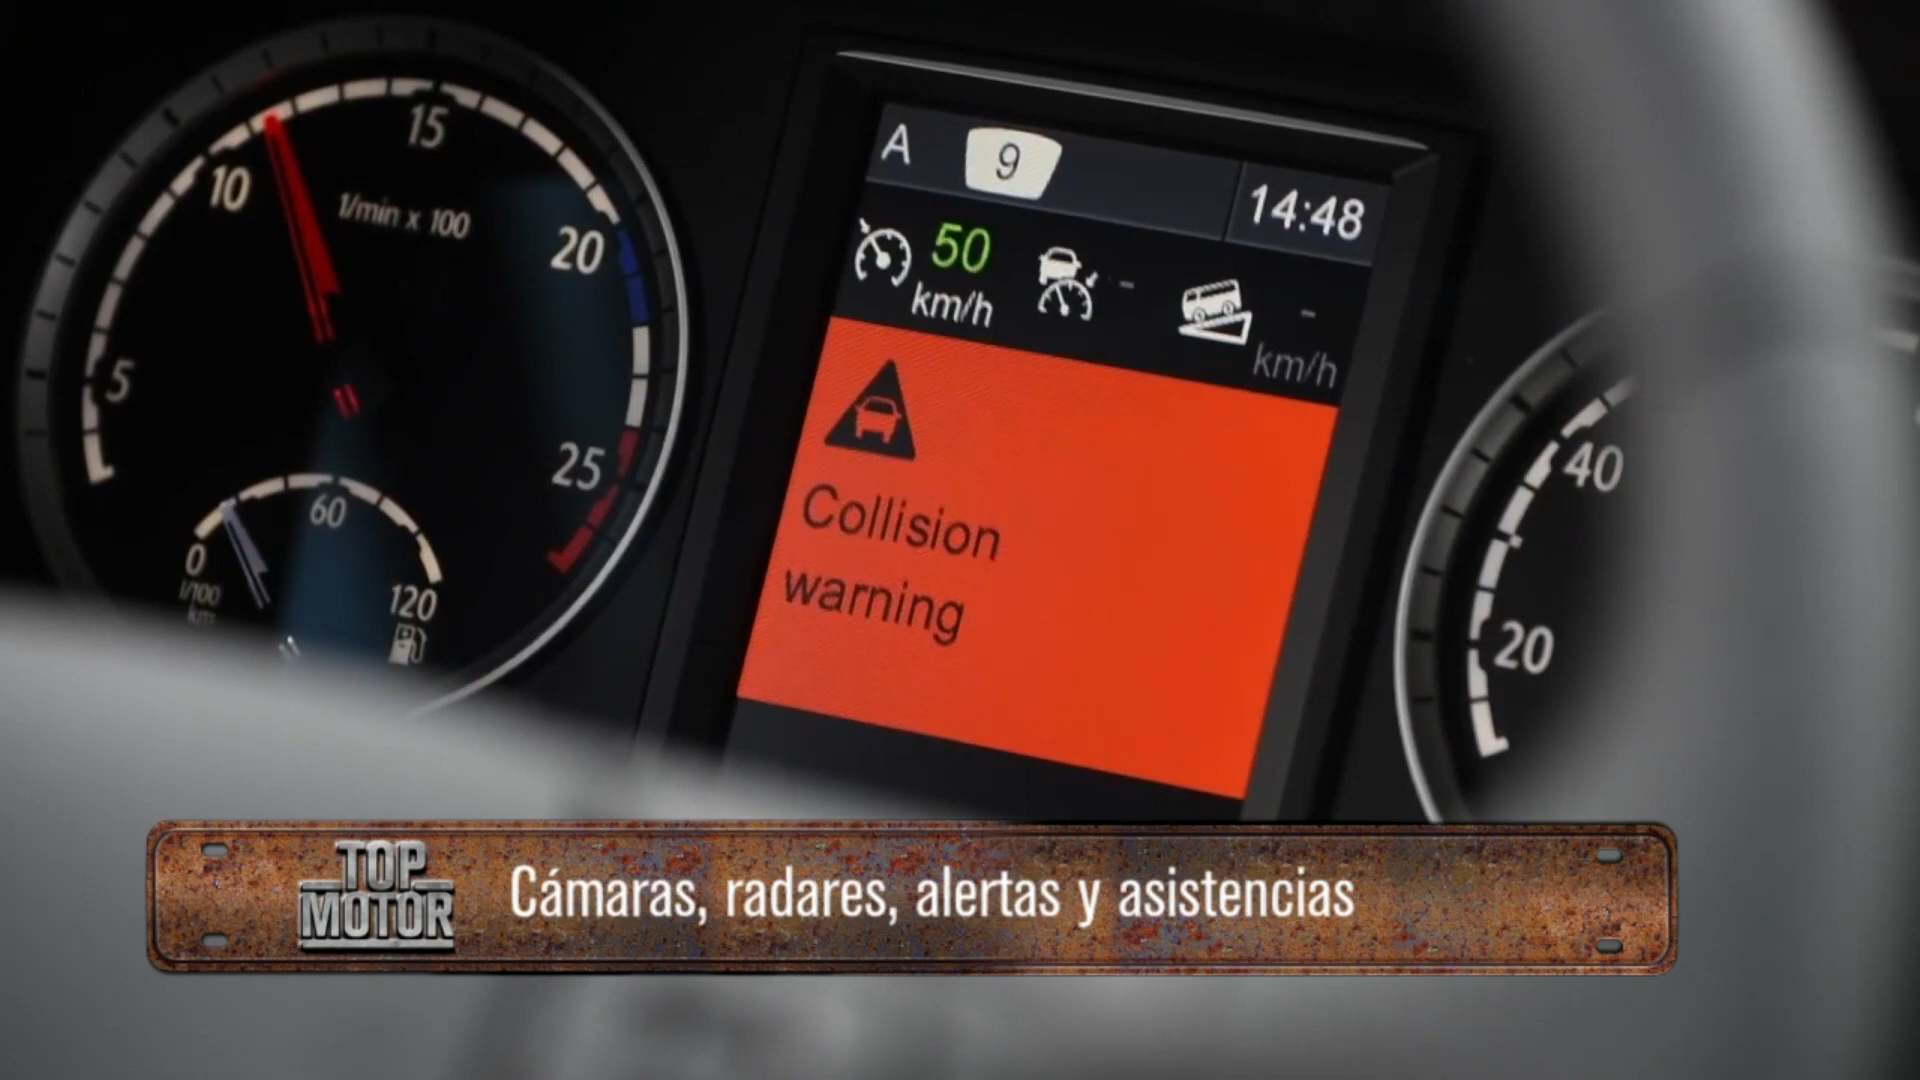 15
10
1/min x 100
20
5
25
60
0
120
l/100
km
A 9
14:48
50
km/h
-
-
km/h
Collision
warning
40
20
TOP
MOTOR
Cámaras, radares, alertas y asistencias